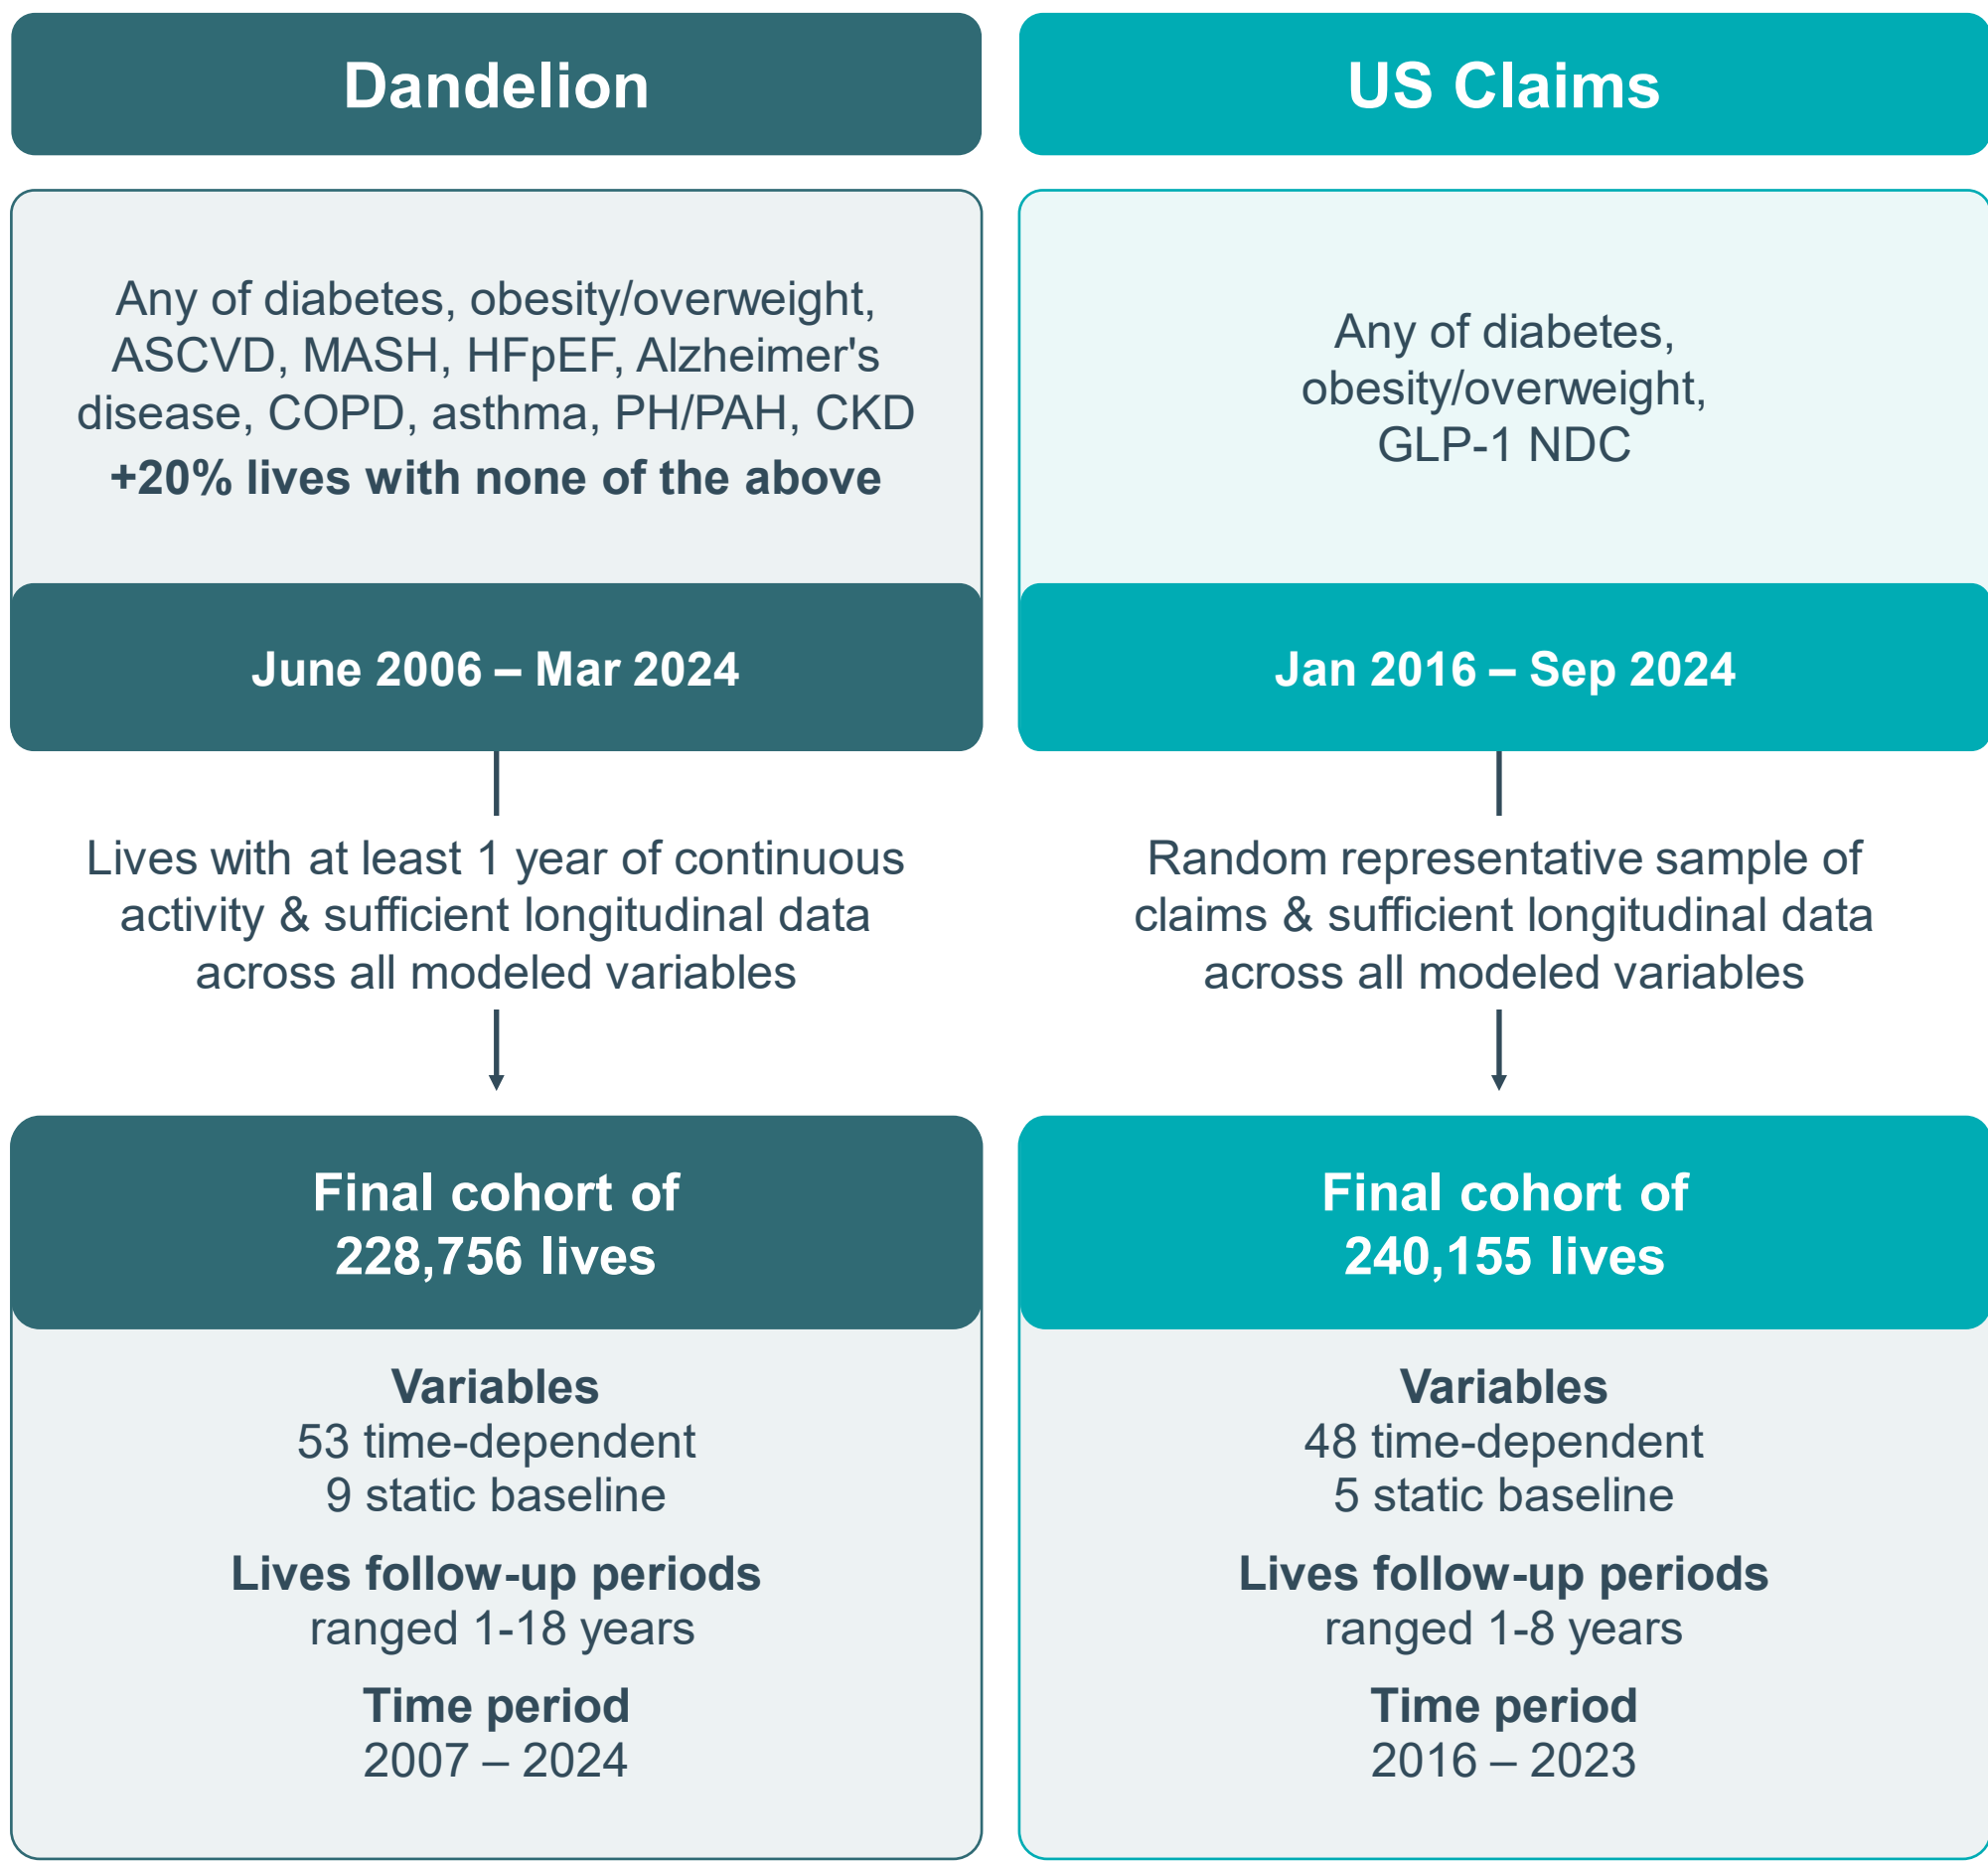 Dandelion
Any of diabetes, obesity/overweight,
ASCVD, MASH, HFpEF, Alzheimer's
disease, COPD, asthma, PH/PAH, CKD
+20% lives with none of the above
June 2006 – Mar 2024
Lives with at least 1 year of continuous
activity & sufficient longitudinal data
across all modeled variables
Final cohort of
228,756 lives
Variables
53 time-dependent
9 static baseline
Lives follow-up periods
ranged 1-18 years
Time period
2007 – 2024
US Claims
Any of diabetes,
obesity/overweight,
GLP-1 NDC
Jan 2016 – Sep 2024
Random representative sample of
claims & sufficient longitudinal data
across all modeled variables
Final cohort of
240,155 lives
Variables
48 time-dependent
5 static baseline
Lives follow-up periods
ranged 1-8 years
Time period
2016 – 2023